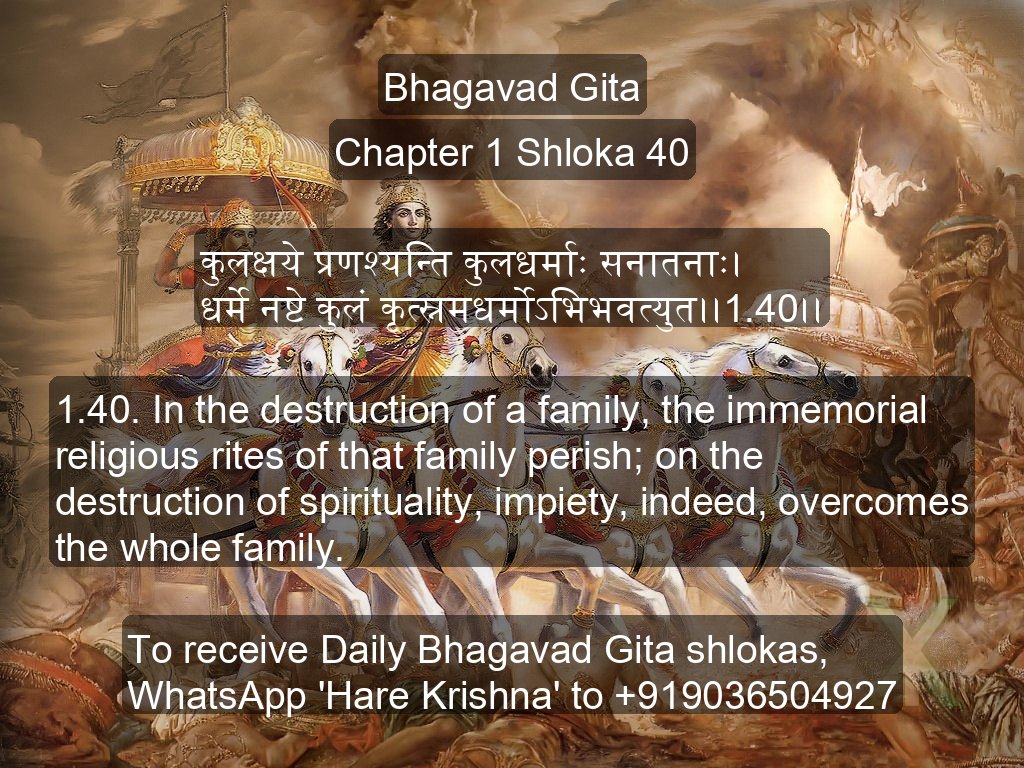 Bhagavad Gita
Chapter 1 Shloka 40
कुलक्षये प्रणश्यन्ति कुलधर्माः सनातनाः।
धर्मे नष्टे कुलं कृत्स्नमधर्मोऽभिभवत्युत।।1.40।।
1.40. In the destruction of a family, the immemorial
religious rites of that family perish; on the
destruction of spirituality, impiety, indeed, overcomes
the whole family.
To receive Daily Bhagavad Gita shlokas,
WhatsApp 'Hare Krishna' to +919036504927